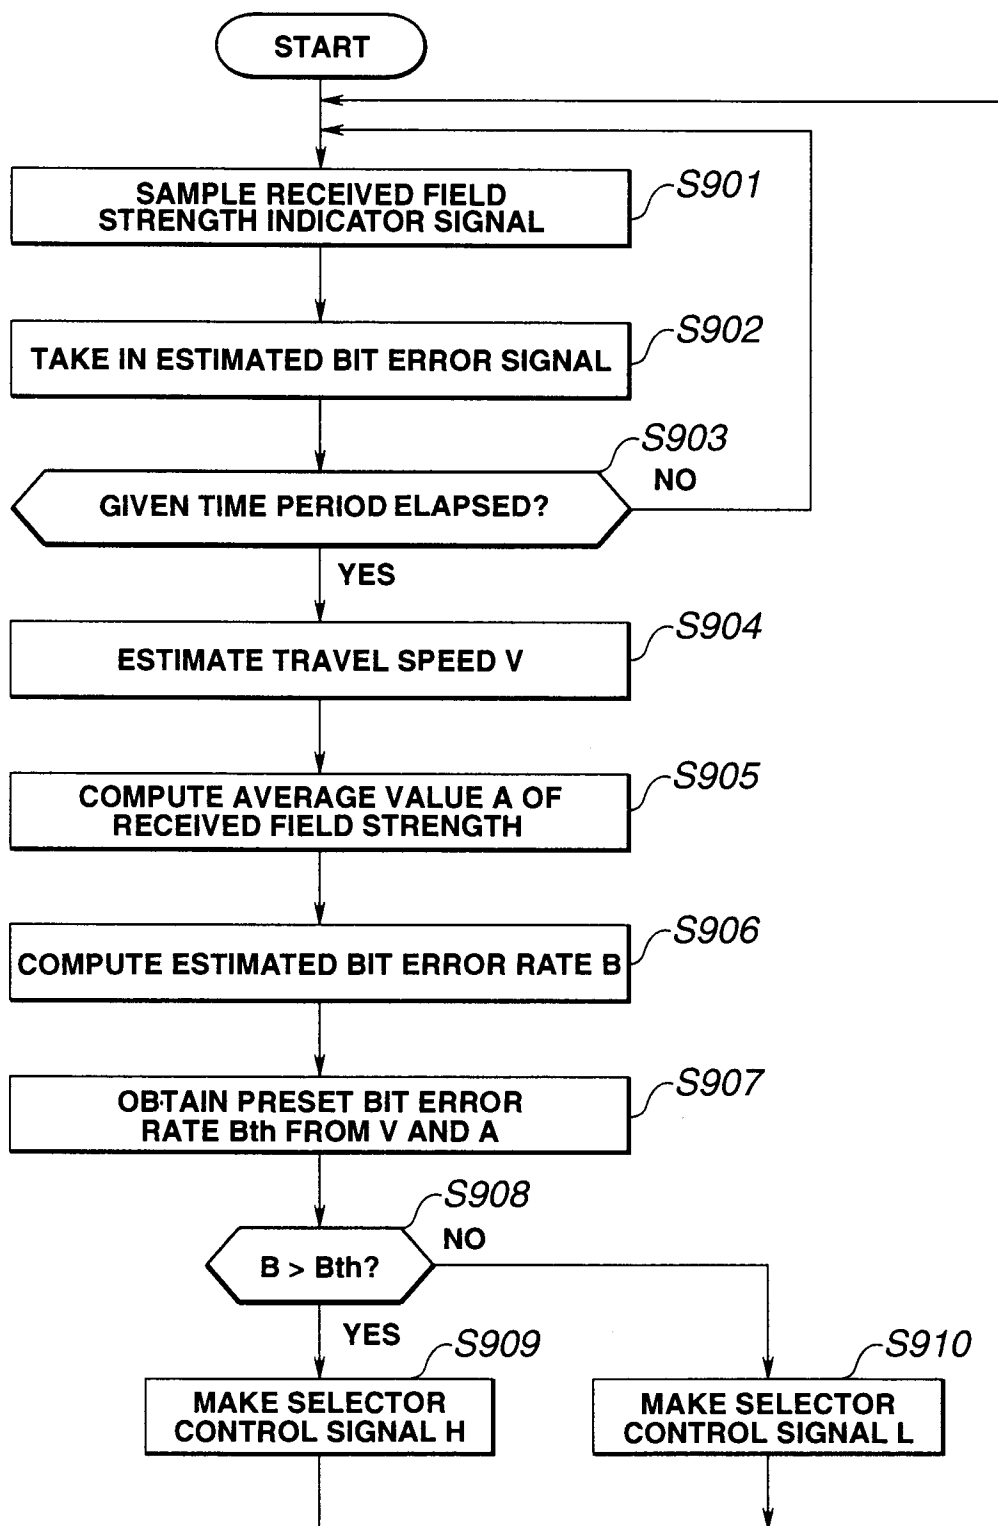 START
SAMPLE RECEIVED FIELD
STRENGTH INDICATOR SIGNAL
S901
TAKE IN ESTIMATED BIT ERROR SIGNAL
S902
S903
GIVEN TIME PERIOD ELAPSED?
NO
YES
ESTIMATE TRAVEL SPEED V
S904
COMPUTE AVERAGE VALUE A OF
RECEIVED FIELD STRENGTH
S905
COMPUTE ESTIMATED BIT ERROR RATE B
S906
OBTAIN PRESET BIT ERROR
RATE Bth FROM V AND A
S907
S908
B > Bth?
NO
YES
S909
MAKE SELECTOR
CONTROL SIGNAL H
S910
MAKE SELECTOR
CONTROL SIGNAL L